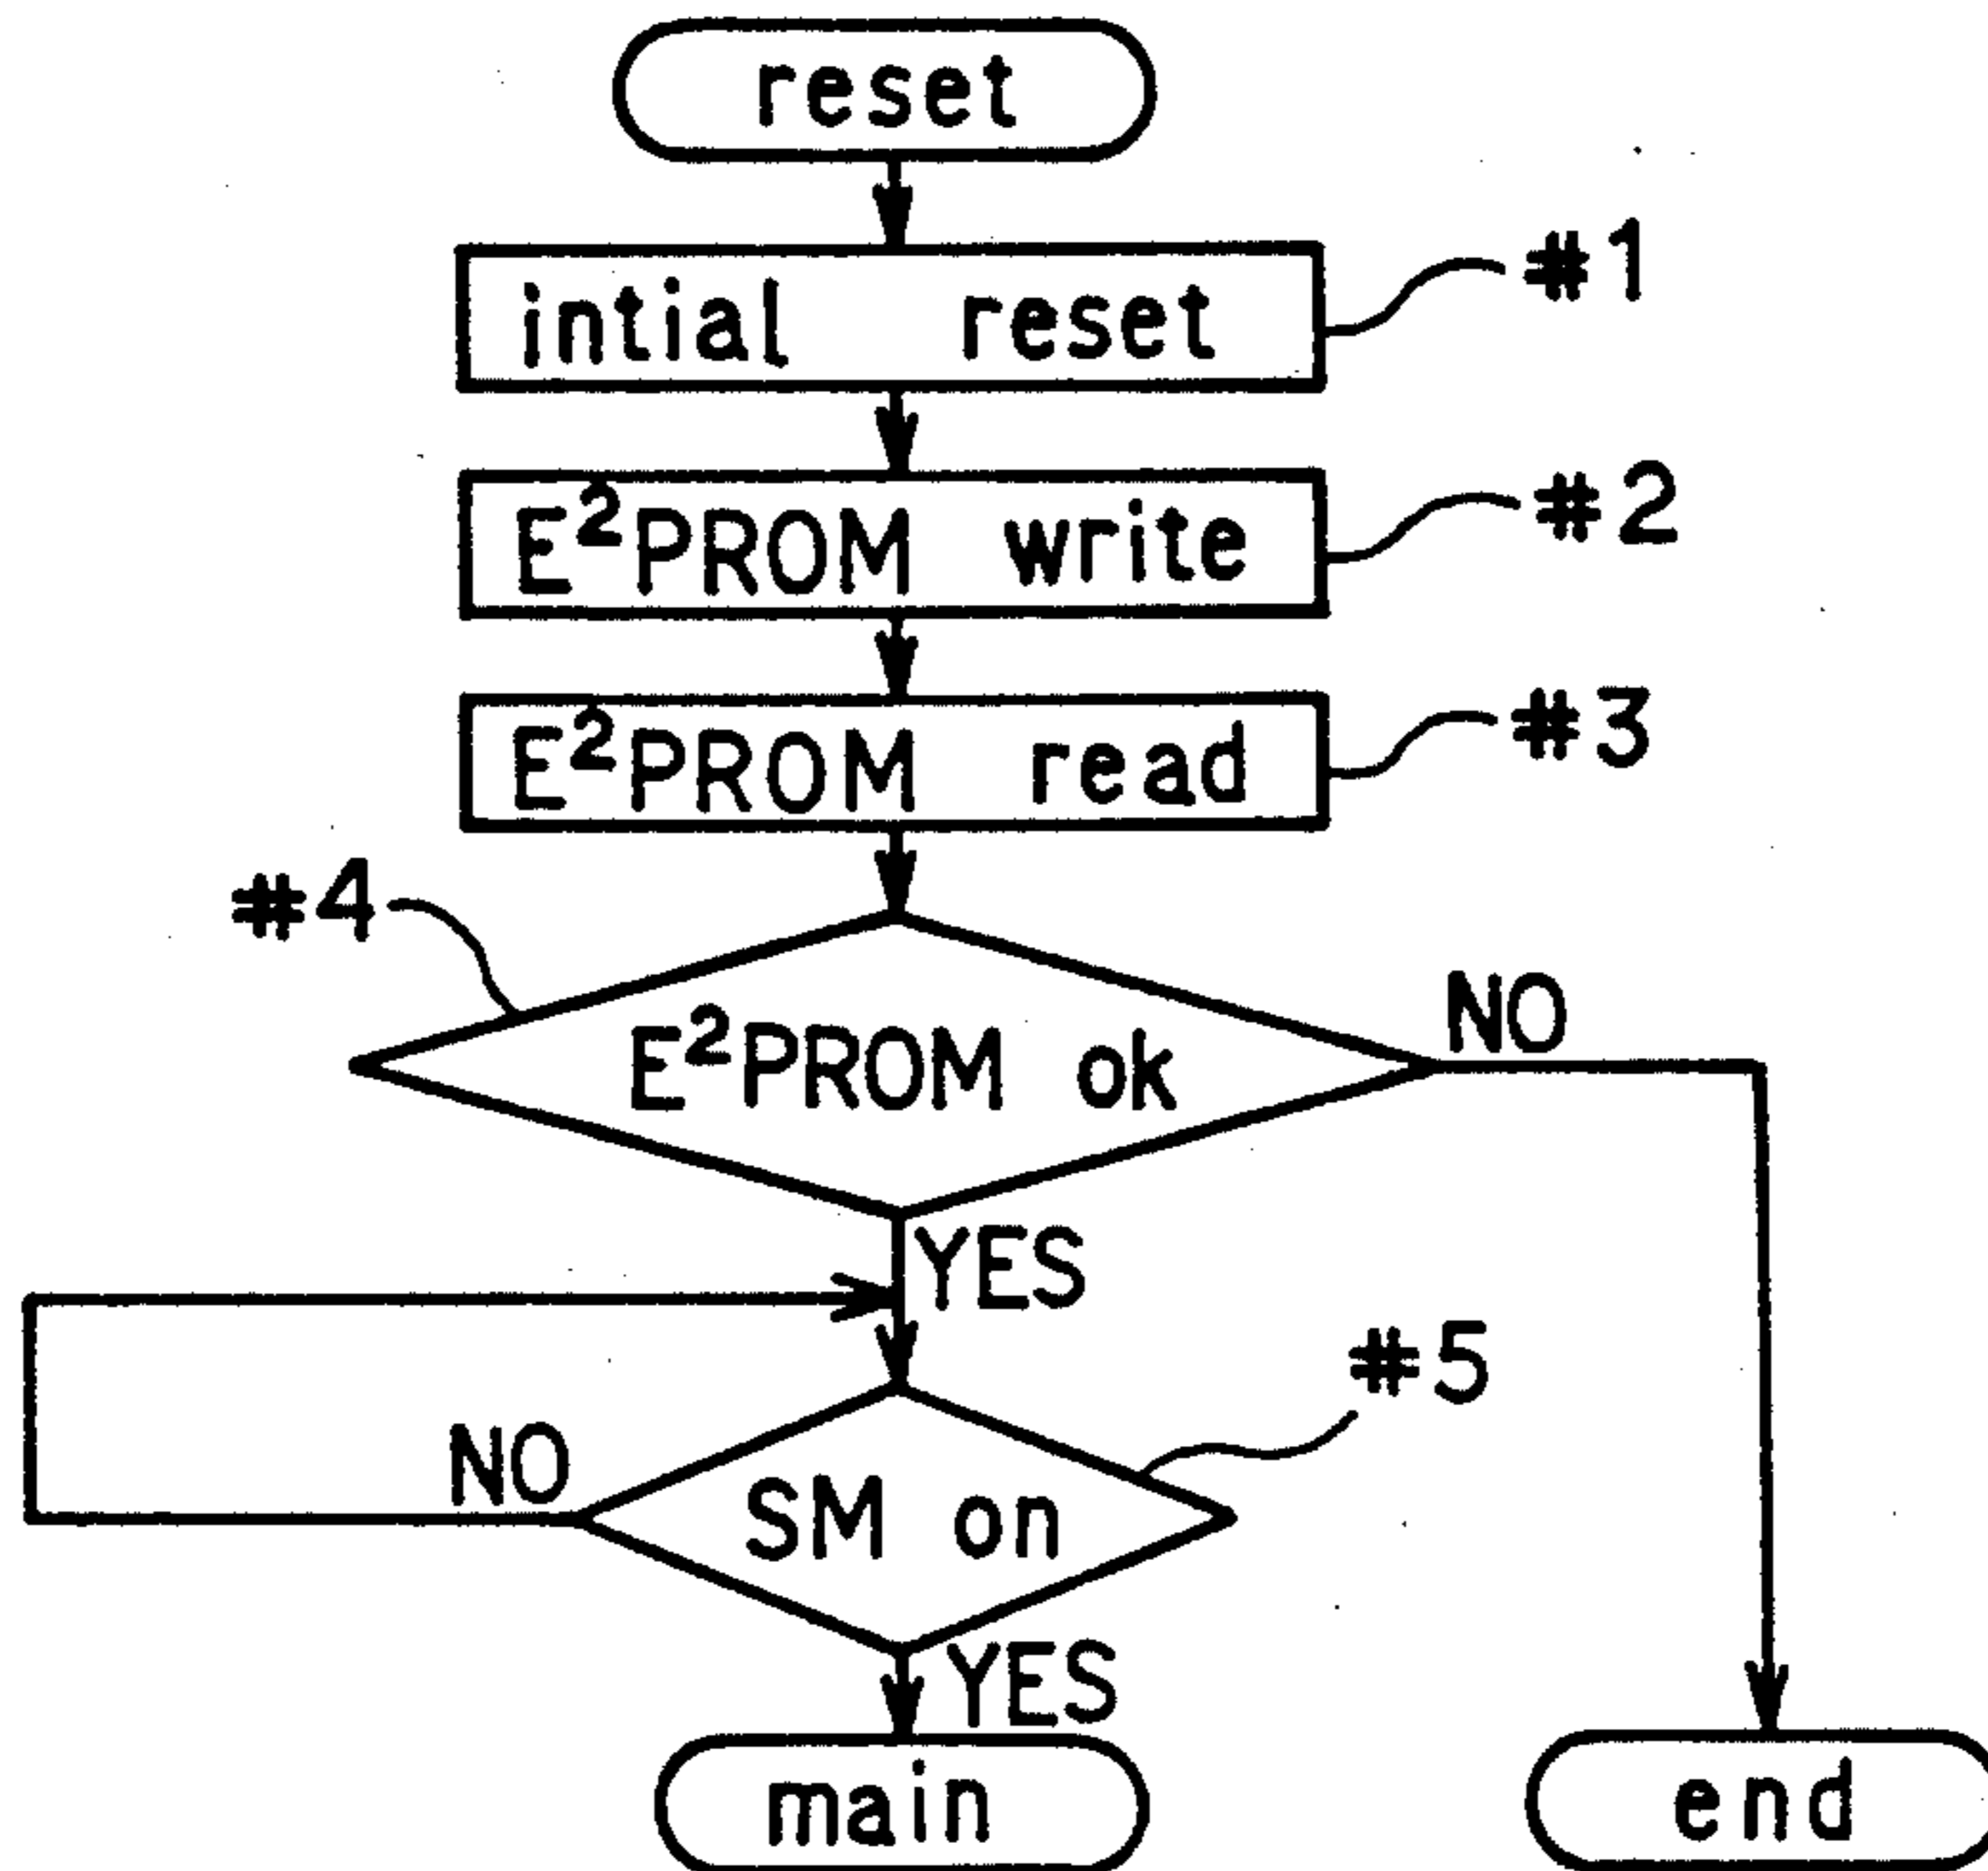 reset
intial reset
#1
E²PROM write
#2
E²PROM read
#3
#4
E²PROM ok
NO
YES
#5
NO
SM on
YES
main
end